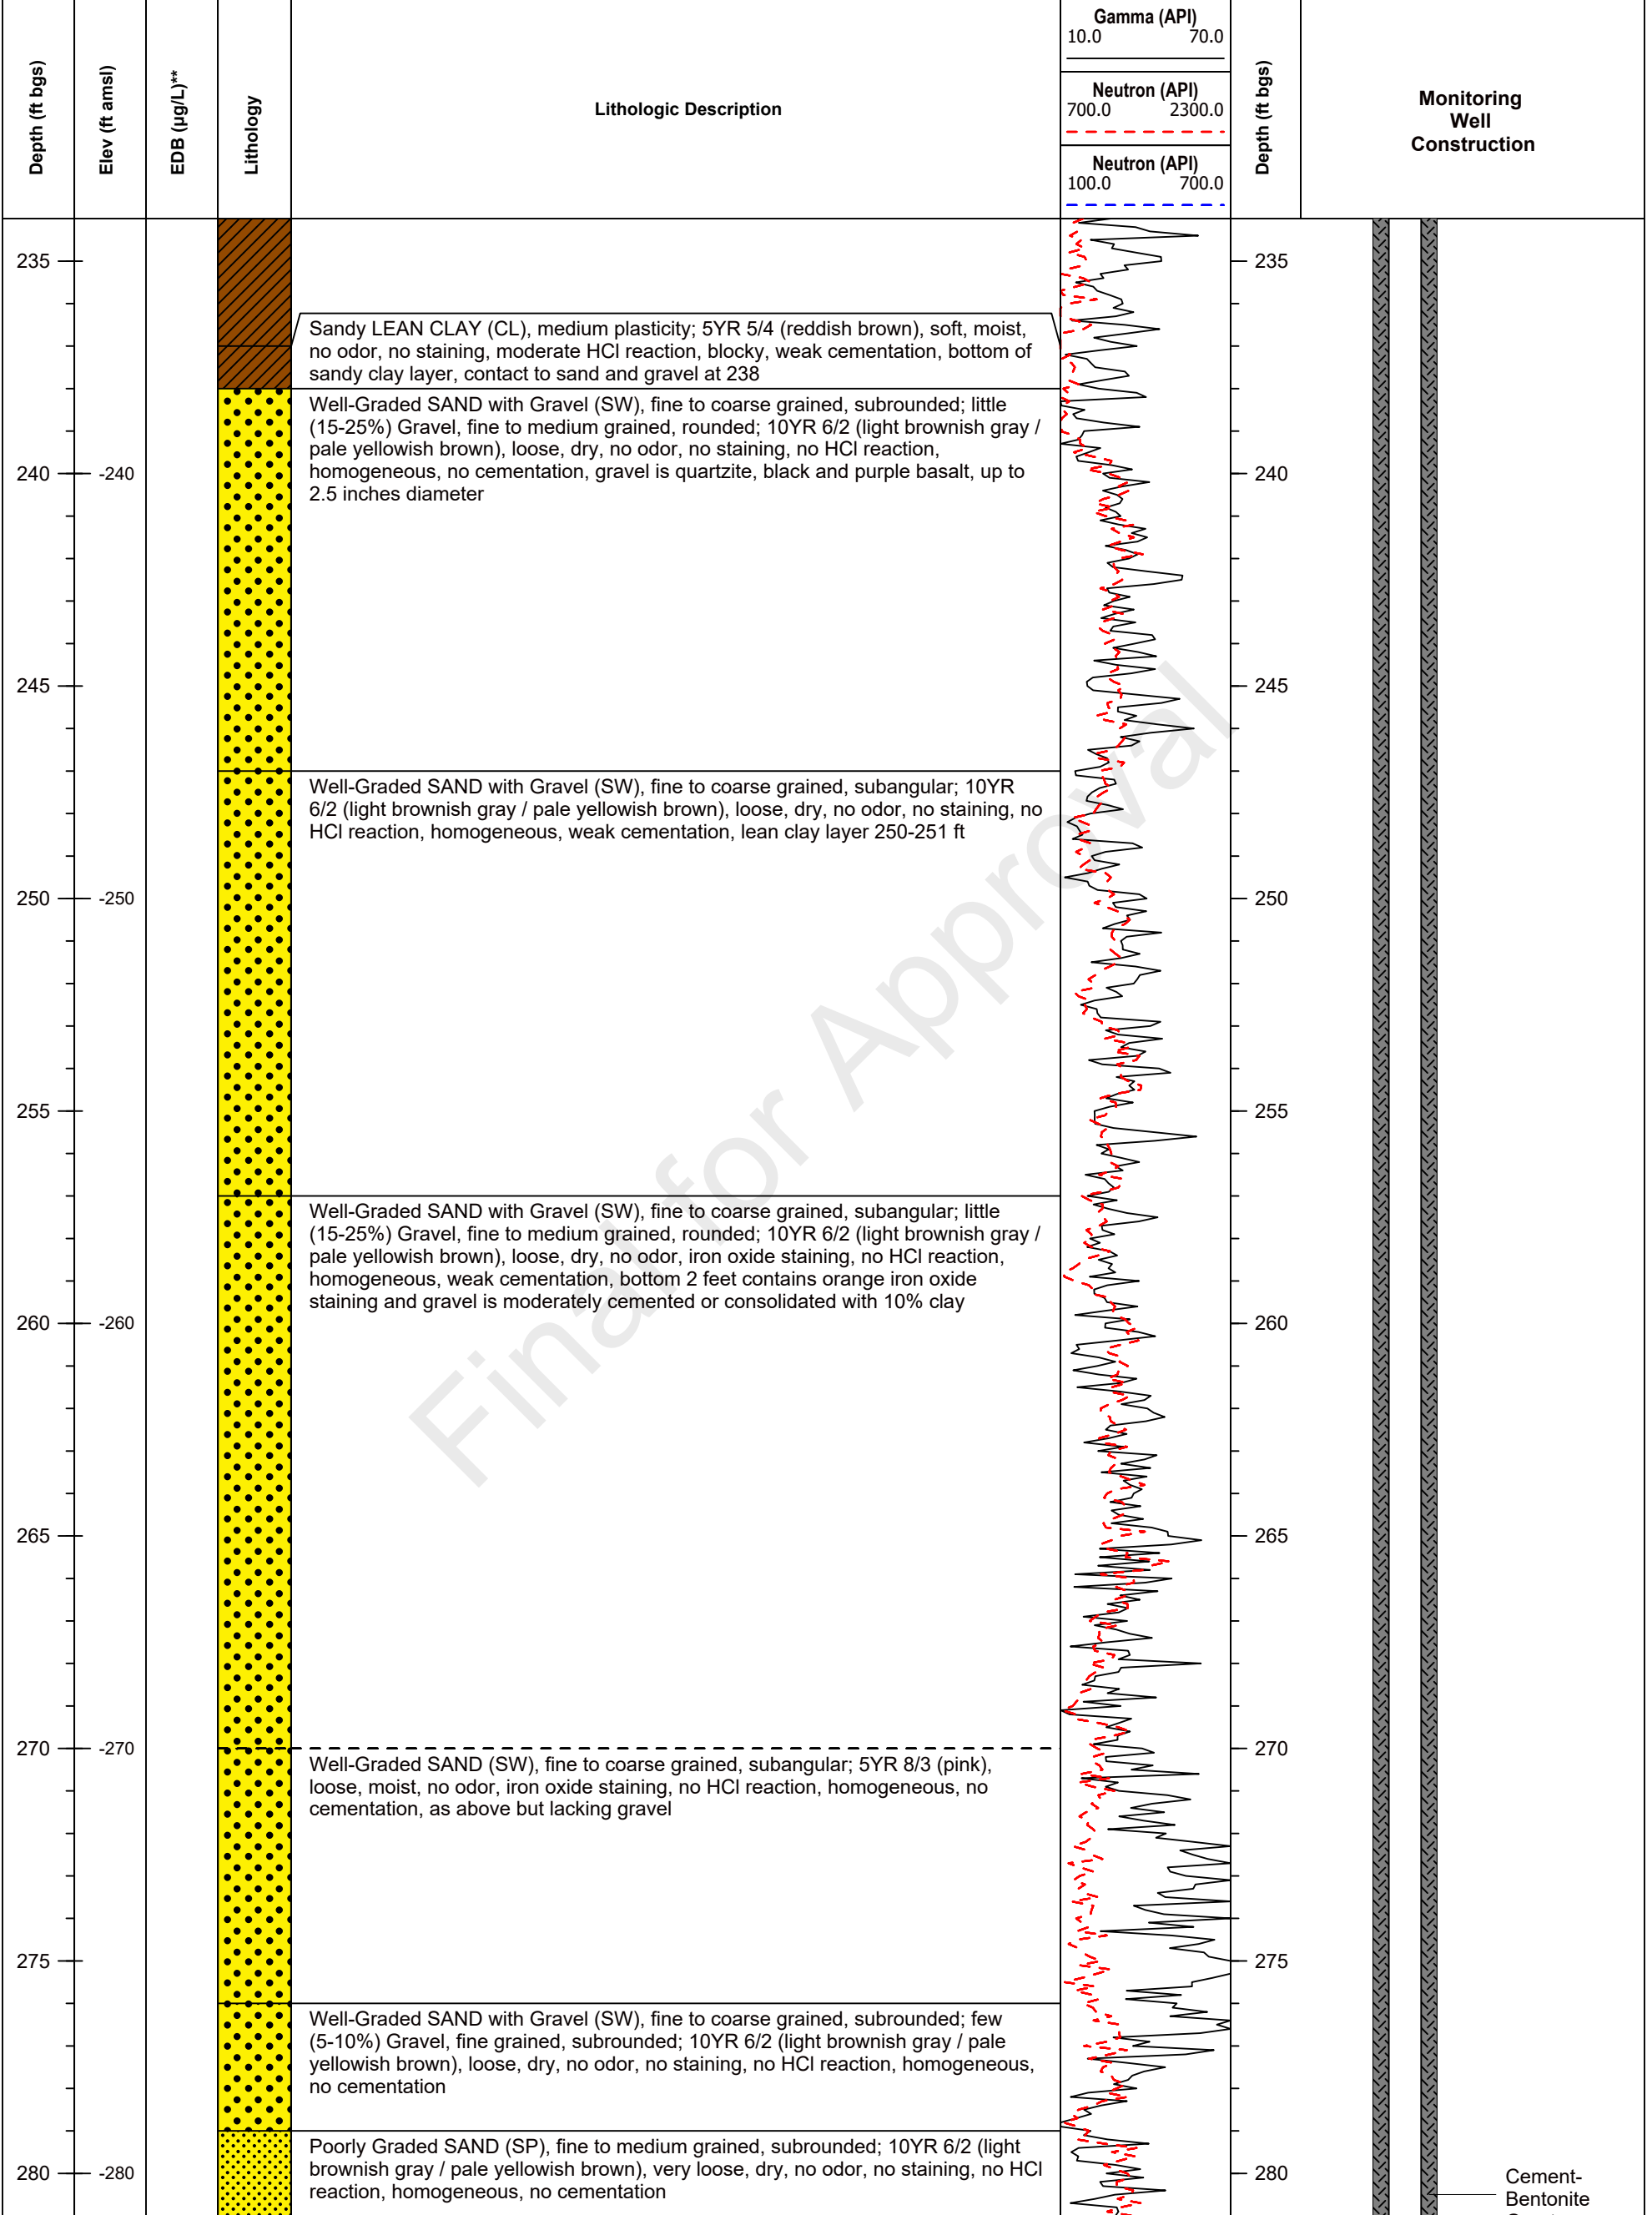 Depth (ft bgs)
Elev (ft amsl)
EDB (µg/L)**
Lithology
Lithologic Description
Gamma (API)
10.0 70.0
Neutron (API)
700.0 2300.0
Neutron (API)
100.0 700.0
Depth (ft bgs)
Monitoring
Well
Construction
235 235
Sandy LEAN CLAY (CL), medium plasticity; 5YR 5/4 (reddish brown), soft, moist,
no odor, no staining, moderate HCl reaction, blocky, weak cementation, bottom of
sandy clay layer, contact to sand and gravel at 238
Well-Graded SAND with Gravel (SW), fine to coarse grained, subrounded; little
(15-25%) Gravel, fine to medium grained, rounded; 10YR 6/2 (light brownish gray /
pale yellowish brown), loose, dry, no odor, no staining, no HCl reaction,
homogeneous, no cementation, gravel is quartzite, black and purple basalt, up to
2.5 inches diameter
240 -240 240
245 245
Well-Graded SAND with Gravel (SW), fine to coarse grained, subangular; 10YR
6/2 (light brownish gray / pale yellowish brown), loose, dry, no odor, no staining, no
HCl reaction, homogeneous, weak cementation, lean clay layer 250-251 ft
250 -250 250
255 255
Well-Graded SAND with Gravel (SW), fine to coarse grained, subangular; little
(15-25%) Gravel, fine to medium grained, rounded; 10YR 6/2 (light brownish gray /
pale yellowish brown), loose, dry, no odor, iron oxide staining, no HCl reaction,
homogeneous, weak cementation, bottom 2 feet contains orange iron oxide
staining and gravel is moderately cemented or consolidated with 10% clay
260 -260 260
265 265
270 -270 270
Well-Graded SAND (SW), fine to coarse grained, subangular; 5YR 8/3 (pink),
loose, moist, no odor, iron oxide staining, no HCl reaction, homogeneous, no
cementation, as above but lacking gravel
275 275
Well-Graded SAND with Gravel (SW), fine to coarse grained, subrounded; few
(5-10%) Gravel, fine grained, subrounded; 10YR 6/2 (light brownish gray / pale
yellowish brown), loose, dry, no odor, no staining, no HCl reaction, homogeneous,
no cementation
Poorly Graded SAND (SP), fine to medium grained, subrounded; 10YR 6/2 (light
brownish gray / pale yellowish brown), very loose, dry, no odor, no staining, no HCl
reaction, homogeneous, no cementation
280 -280 280
Cement-
Bentonite
Final for Approval